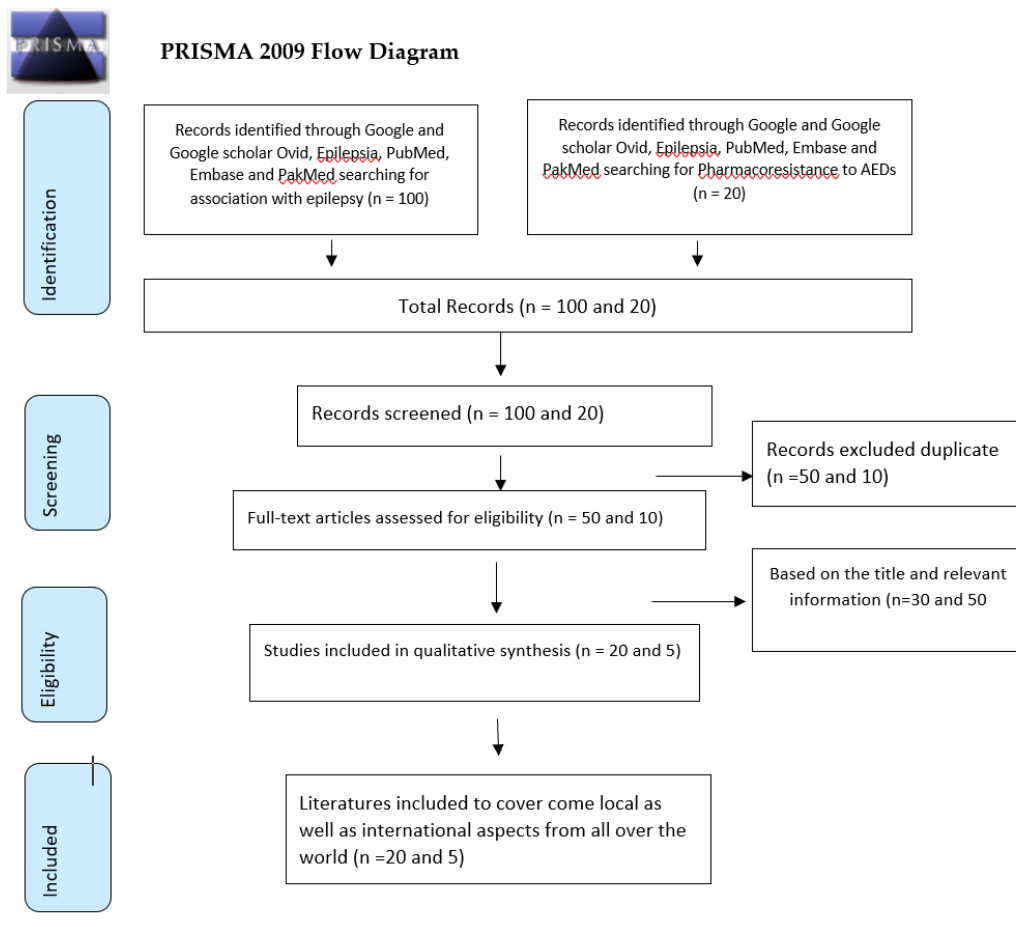 PRISMA
PRISMA 2009 Flow Diagram
Identification
Records identified through Google and
Google scholar Ovid, Epilepsia, PubMed,
Embase and PakMed searching for
association with epilepsy (n = 100)
Records identified through Google and Google
scholar Ovid, Epilepsia, PubMed, Embase and
PakMed searching for Pharmacoresistance to AEDs
(n = 20)
Total Records (n = 100 and 20)
Screening
Records screened (n = 100 and 20)
Records excluded duplicate
(n =50 and 10)
Full-text articles assessed for eligibility (n = 50 and 10)
Based on the title and relevant
information (n=30 and 50
Eligibility
Studies included in qualitative synthesis (n = 20 and 5)
Included
Literatures included to cover come local as
well as international aspects from all over the
world (n =20 and 5)